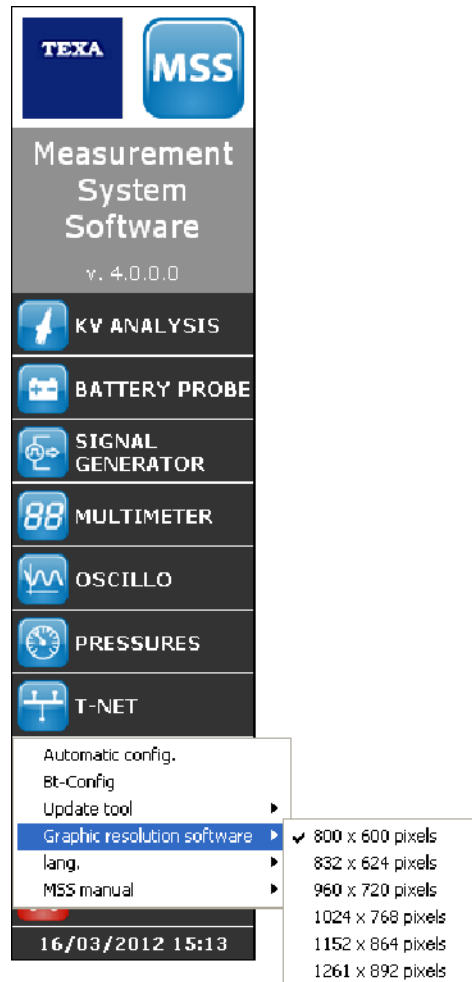 TEXA
MSS
Measurement
System
Software
v. 4.0.0.0
KV ANALYSIS
BATTERY PROBE
SIGNAL
GENERATOR
88 MULTIMETER
OSCILLO
PRESSURES
T-NET
Automatic config.
Bt-Config
Update tool
Graphic resolution software
lang.
MSS manual
800 x 600 pixels
832 x 624 pixels
960 x 720 pixels
1024 x 768 pixels
1152 x 864 pixels
1261 x 892 pixels
16/03/2012 15:13